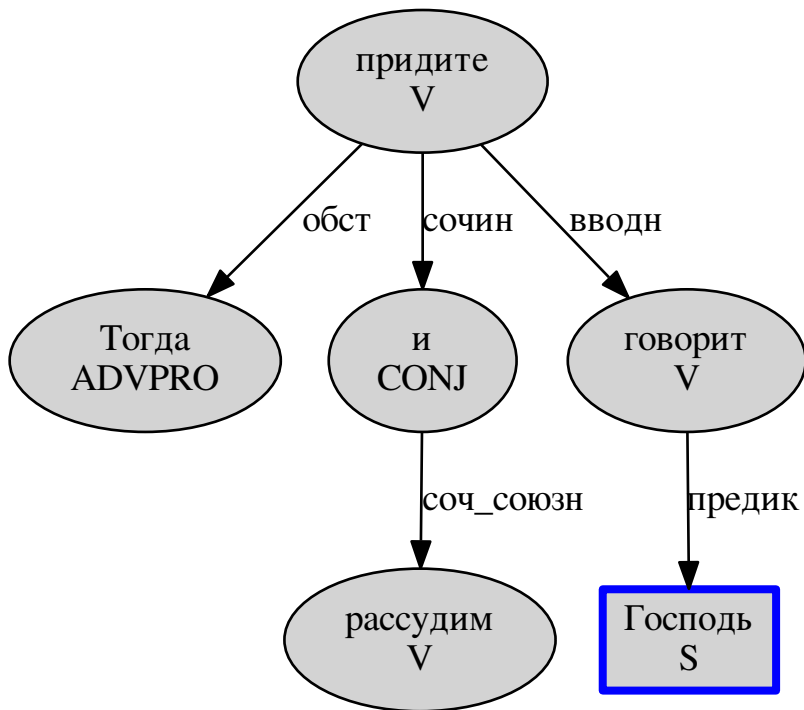 придите
V
обст
сочин
вводн
Тогда
ADVPRO
и
CONJ
говорит
V
соч_союзн
предик
рассудим
V
Господь
S